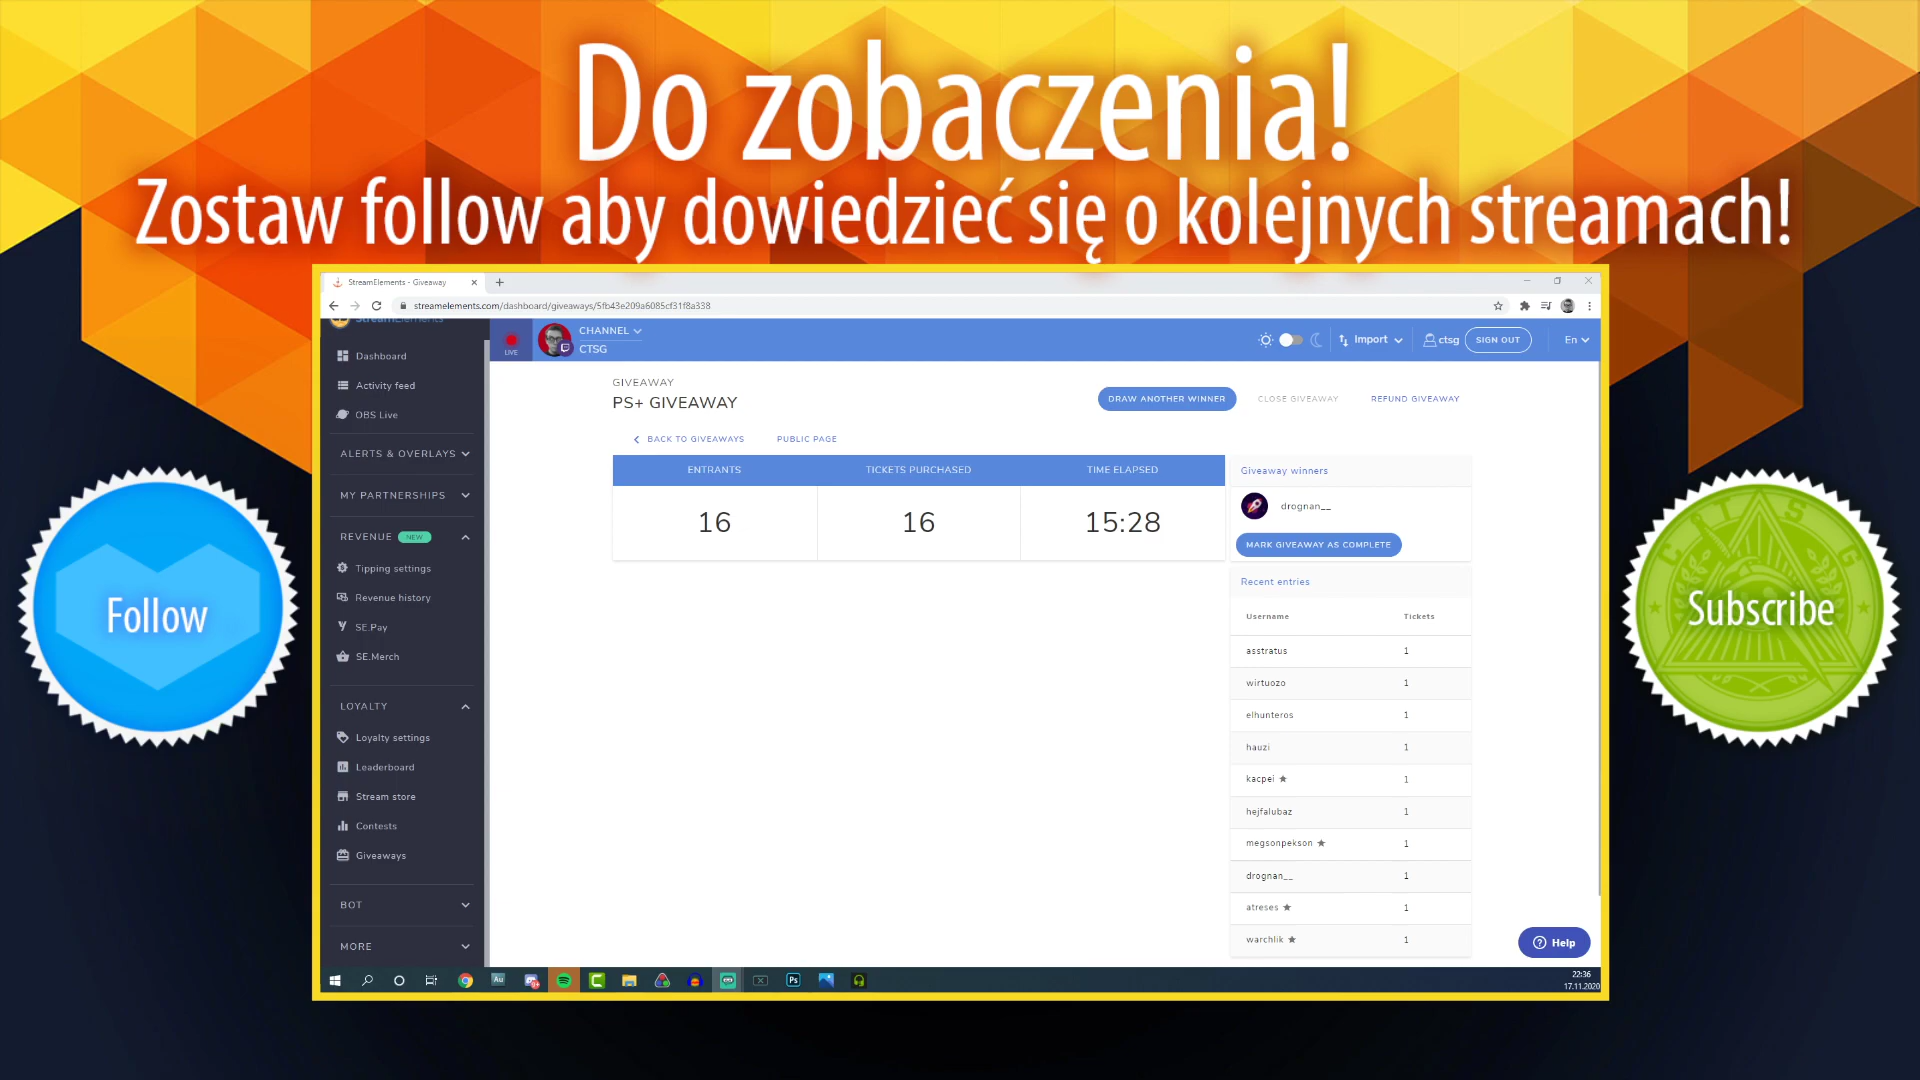 Do zobaczenia!
Zostaw follow aby dowiedzieć się o kolejnych streamach!
StreamElements - Giveaway
streamelements.com/dashboard/giveaways/5fb43e209a6085cf31f8a338
StreamElements
LIVE
CHANNEL
CTSG
Import
ctsg
SIGN OUT
En
Dashboard
Activity feed
OBS Live
ALERTS & OVERLAYS
MY PARTNERSHIPS
REVENUE NEW
Tipping settings
Revenue history
SE.Pay
SE.Merch
LOYALTY
Loyalty settings
Leaderboard
Stream store
Contests
Giveaways
BOT
MORE
GIVEAWAY
PS+ GIVEAWAY
DRAW ANOTHER WINNER
CLOSE GIVEAWAY
REFUND GIVEAWAY
BACK TO GIVEAWAYS
PUBLIC PAGE
ENTRANTS TICKETS PURCHASED TIME ELAPSED
16 16 15:28
Giveaway winners
drognan__
MARK GIVEAWAY AS COMPLETE
Recent entries
Username Tickets
asstratus 1
wirtuozo 1
elhunteros 1
hauzi 1
kacpei 1
hejfalubaz 1
megsonpekson 1
drognan__ 1
atreses 1
warchlik 1
Help
Au
Ps
22:36
17.11.2020
Follow
CTSG
Subscribe